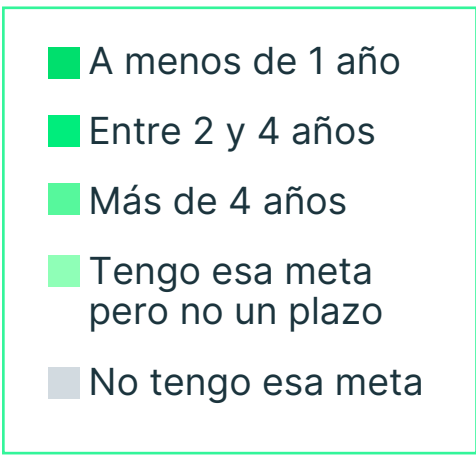 A menos de 1 año
Entre 2 y 4 años
Más de 4 años
Tengo esa meta
pero no un plazo
No tengo esa meta